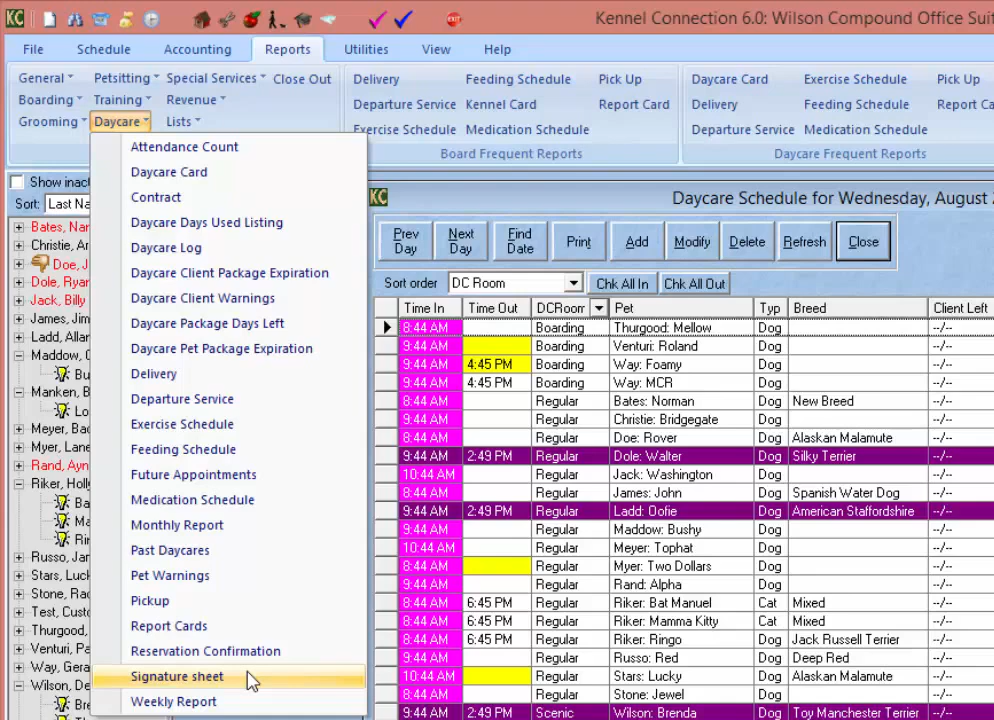 KC Kennel Connection 6.0: Wilson Compound Office Suit
EXIT
File Schedule Accounting Reports Utilities View Help
General Petsitting Special Services Close Out
Boarding Training Revenue
Grooming Daycare Lists
Delivery Feeding Schedule Pick Up
Departure Service Kennel Card Report Card
Exercise Schedule Medication Schedule
Board Frequent Reports
Daycare Card Exercise Schedule Pick Up
Delivery Feeding Schedule Report Ca
Departure Service Medication Schedule
Daycare Frequent Reports
Attendance Count
Daycare Card
Contract
Daycare Days Used Listing
Daycare Log
Daycare Client Package Expiration
Daycare Client Warnings
Daycare Package Days Left
Daycare Pet Package Expiration
Delivery
Departure Service
Exercise Schedule
Feeding Schedule
Future Appointments
Medication Schedule
Monthly Report
Past Daycares
Pet Warnings
Pickup
Report Cards
Reservation Confirmation
Signature sheet
Weekly Report
Show inac
Sort: Last Na
Bates, Nar
Christie, Ar
Doe, J
Dole, Ryar
Jack, Billy
James, Jim
Ladd, Allar
Maddow, C
Bu
Manken, B
Lo
Meyer, Bac
Myer, Lane
Rand, Ayn
Riker, Holly
Ba
Ma
Rin
Russo, Jar
Stars, Luck
Stone, Rac
Test, Custo
Thurgood,
Venturi, Pa
Way, Gera
Wilson, De
Bre
KC Daycare Schedule for Wednesday, August 2
Prev Day Next Day Find Date Print Add Modify Delete Refresh Close
Sort order DC Room Chk All In Chk All Out
Time In Time Out DCRoom Pet Typ Breed Client Left
8:44 AM Boarding Thurgood: Mellow Dog --/--
9:44 AM Boarding Venturi: Roland Dog --/--
9:44 AM 4:45 PM Boarding Way: Foamy Dog --/--
9:44 AM 4:45 PM Boarding Way: MCR Dog --/--
8:44 AM Regular Bates: Norman Dog New Breed --/--
9:44 AM Regular Christie: Bridgegate Dog --/--
8:44 AM Regular Doe: Rover Dog Alaskan Malamute --/--
9:44 AM 2:49 PM Regular Dole: Walter Dog Silky Terrier --/--
10:44 AM Regular Jack: Washington Dog --/--
8:44 AM Regular James: John Dog Spanish Water Dog --/--
9:44 AM 2:49 PM Regular Ladd: Oofie Dog American Staffordshire --/--
9:44 AM Regular Maddow: Bushy Dog --/--
10:44 AM Regular Meyer: Tophat Dog --/--
8:44 AM Regular Myer: Two Dollars Dog --/--
9:44 AM Regular Rand: Alpha Dog --/--
8:44 AM 6:45 PM Regular Riker: Bat Manuel Cat Mixed --/--
9:44 AM 6:45 PM Regular Riker: Mamma Kitty Cat Mixed --/--
8:44 AM 6:45 PM Regular Riker: Ringo Dog Jack Russell Terrier --/--
9:44 AM Regular Russo: Red Dog Deep Red --/--
10:44 AM Regular Stars: Lucky Dog Alaskan Malamute --/--
8:44 AM Regular Stone: Jewel Dog --/--
9:44 AM 2:49 PM Scenic Wilson: Brenda Dog Toy Manchester Terrier --/--